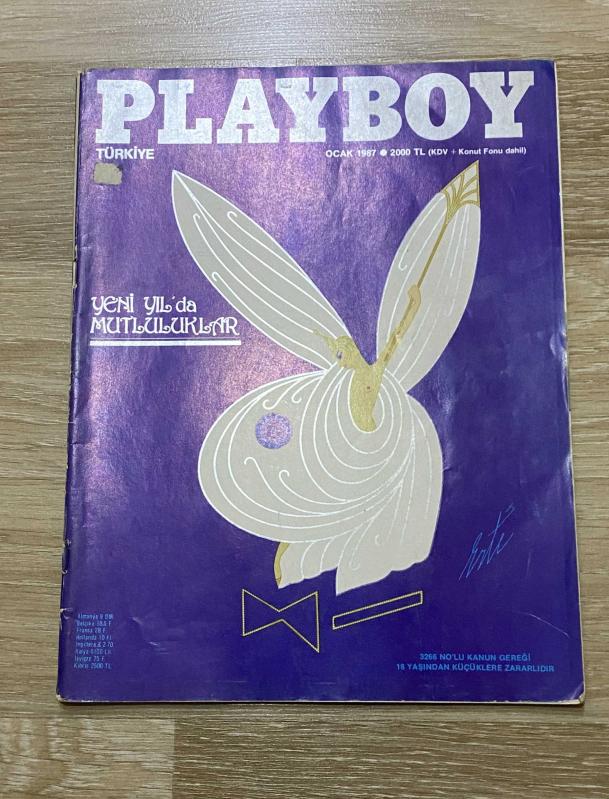 PLAYBOY
TÜRKİYE
OCAK 1987 ● 2000 TL (KDV + Konut Fonu dahil)
YENİ YIL'da
MUTLULUKLAR
Erté
Almanya 9 DM
Belçika 184 F
Fransa 28 F
Hollanda 10 Fl
İngiltere £ 2.70
İsviçre 75 F
Kıbrıs 2500 TL
3266 NO'LU KANUN GEREĞİ
18 YAŞINDAN KÜÇÜKLERE ZARARLIDIR